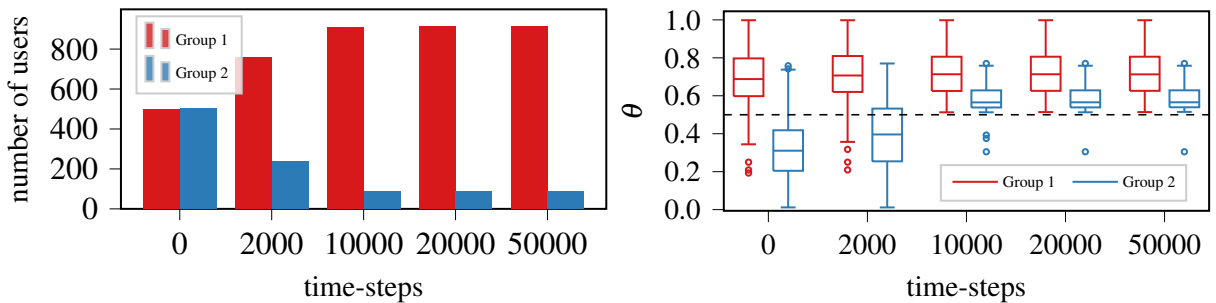 number of users
800
600
400
200
0
Group 1
Group 2
0 2000 10000 20000 50000
time-steps
θ
1.0
0.8
0.6
0.4
0.2
0.0
Group 1 Group 2
0 2000 10000 20000 50000
time-steps